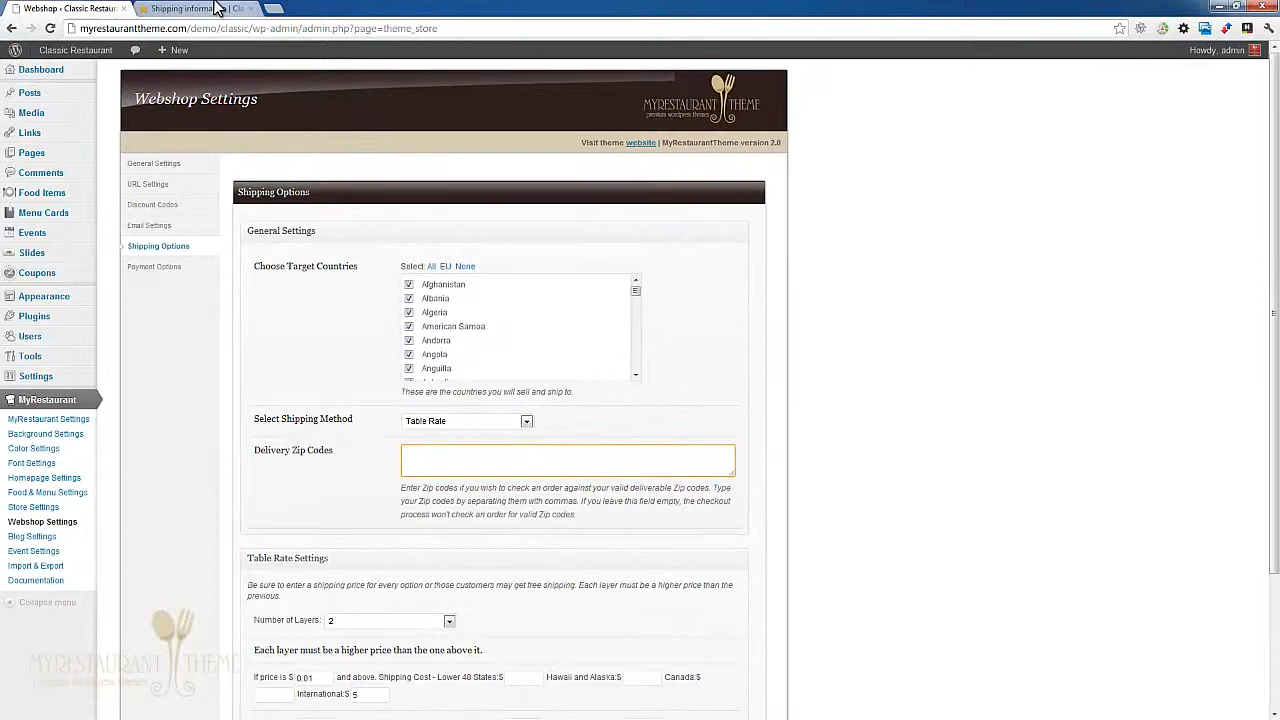 Webshop ‹ Classic Restaur
Shipping informa
myrestauranttheme.com/demo/classic/wp-admin/admin.php?page=theme_store
Classic Restaurant
+ New
Howdy, admin
Dashboard
Posts
Media
Links
Pages
Comments
Food Items
Menu Cards
Events
Slides
Coupons
Appearance
Plugins
Users
Tools
Settings
MyRestaurant
MyRestaurant Settings
Background Settings
Color Settings
Font Settings
Homepage Settings
Food & Menu Settings
Store Settings
Webshop Settings
Blog Settings
Event Settings
Import & Export
Documentation
Collapse menu
Webshop Settings
MYRESTAURANT THEME
premium wordpress themes
Visit theme website | MyRestaurantTheme version 2.0
General Settings
URL Settings
Discount Codes
Email Settings
Shipping Options
Payment Options
Shipping Options
General Settings
Choose Target Countries
Select: All EU None
Afghanistan
Albania
Algeria
American Samoa
Andorra
Angola
Anguilla
These are the countries you will sell and ship to.
Select Shipping Method
Table Rate
Delivery Zip Codes
Enter Zip codes if you wish to check an order against your valid deliverable Zip codes. Type
your Zip codes by separating them with commas. If you leave this field empty, the checkout
process won't check an order for valid Zip codes.
Table Rate Settings
Be sure to enter a shipping price for every option or those customers may get free shipping. Each layer must be a higher price than the
previous.
Number of Layers: 2
Each layer must be a higher price than the one above it.
If price is $ 0.01 and above. Shipping Cost - Lower 48 States:$ Hawaii and Alaska:$ Canada:$
International:$ 5
MYRESTAURANT THEME